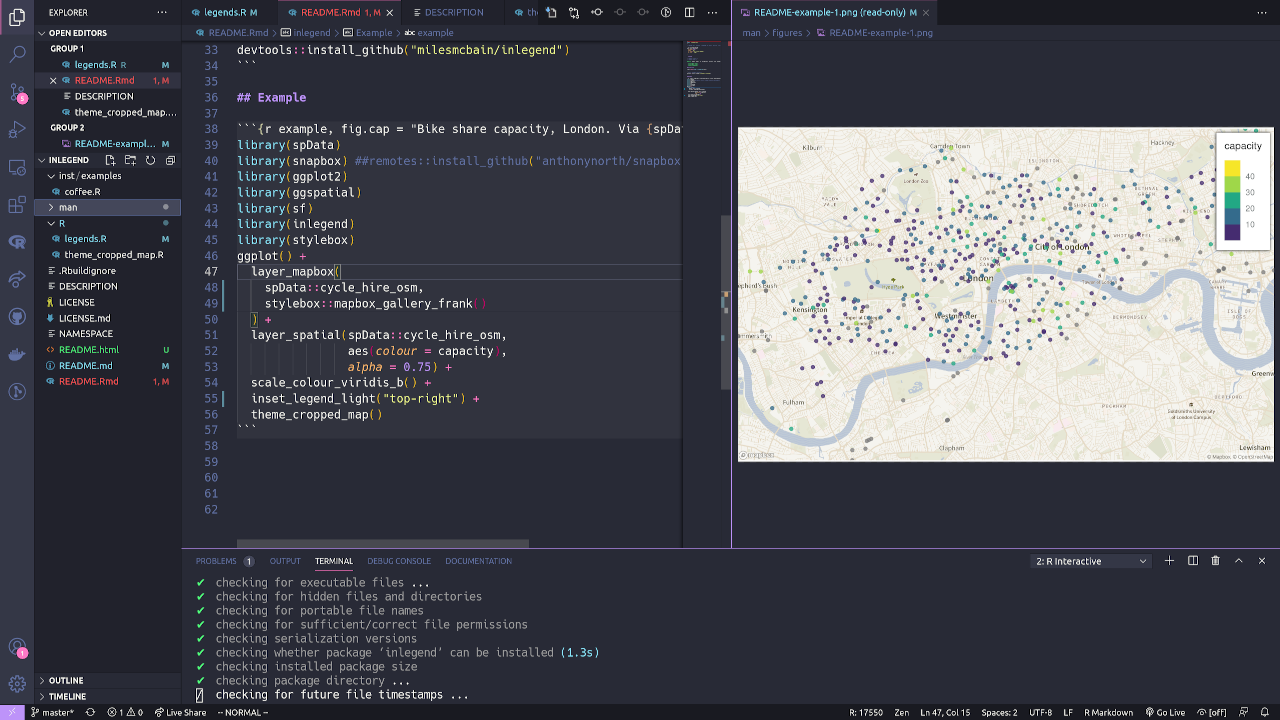 EXPLORER
OPEN EDITORS
GROUP 1
legends.R R M
README.Rmd 1, M
DESCRIPTION
theme_cropped_map....
GROUP 2
README-exampl... M
INLEGEND
inst/examples
coffee.R
man
R
legends.R M
theme_cropped_map.R
.Rbuildignore
DESCRIPTION
LICENSE
LICENSE.md
NAMESPACE
README.html U
README.md M
README.Rmd 1, M
OUTLINE
TIMELINE
5
1
legends.R M
README.Rmd 1, M
DESCRIPTION
README.Rmd > inlegend > Example > example
33 devtools::install_github("milesmcbain/inlegend")
34 ```
35
36 ## Example
37
38 ```{r example, fig.cap = "Bike share capacity, London. Via {spDa
39 library(spData)
40 library(snapbox) ##remotes::install_github("anthonynorth/snapbox
41 library(ggplot2)
42 library(ggspatial)
43 library(sf)
44 library(inlegend)
45 library(stylebox)
46 ggplot() +
47 layer_mapbox(
48 spData::cycle_hire_osm,
49 stylebox::mapbox_gallery_frank()
50 ) +
51 layer_spatial(spData::cycle_hire_osm,
52 aes(colour = capacity),
53 alpha = 0.75) +
54 scale_colour_viridis_b() +
55 inset_legend_light("top-right") +
56 theme_cropped_map()
57 ```
58
59
60
61
62
README-example-1.png (read-only) M
man > figures > README-example-1.png
Kilburn
Camden Town
Hackney
ISLINGTON
London Zoo
SHOREDITCH
City of London
London
Kensington
Westminster
BERMONDSEY
ISLE OF DOGS
CHELSEA
Fulham
PECKHAM
Goldsmiths University of London Campus
Clapham
Lewisham
mapbox
© Mapbox © OpenStreetMap
capacity
40
30
20
10
PROBLEMS 1 OUTPUT TERMINAL DEBUG CONSOLE DOCUMENTATION
2: R Interactive
✔ checking for executable files ...
✔ checking for hidden files and directories
✔ checking for portable file names
✔ checking for sufficient/correct file permissions
✔ checking serialization versions
✔ checking whether package ‘inlegend’ can be installed (1.3s)
✔ checking installed package size
✔ checking package directory ...
checking for future file timestamps ...
master* 1 0 Live Share -- NORMAL --
R: 17550 Zen Ln 47, Col 15 Spaces: 2 UTF-8 LF R Markdown Go Live [off]